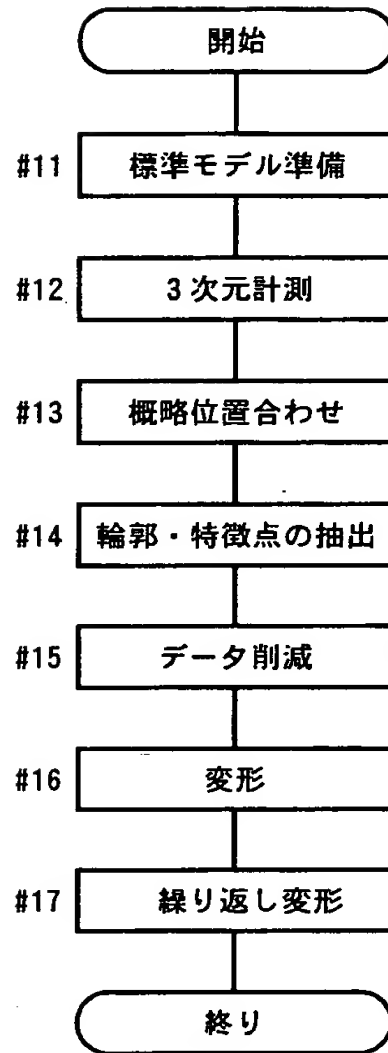 開始
#11 標準モデル準備
#12 3次元計測
#13 概略位置合わせ
#14 輪郭・特徴点の抽出
#15 データ削減
#16 変形
#17 繰り返し変形
終り